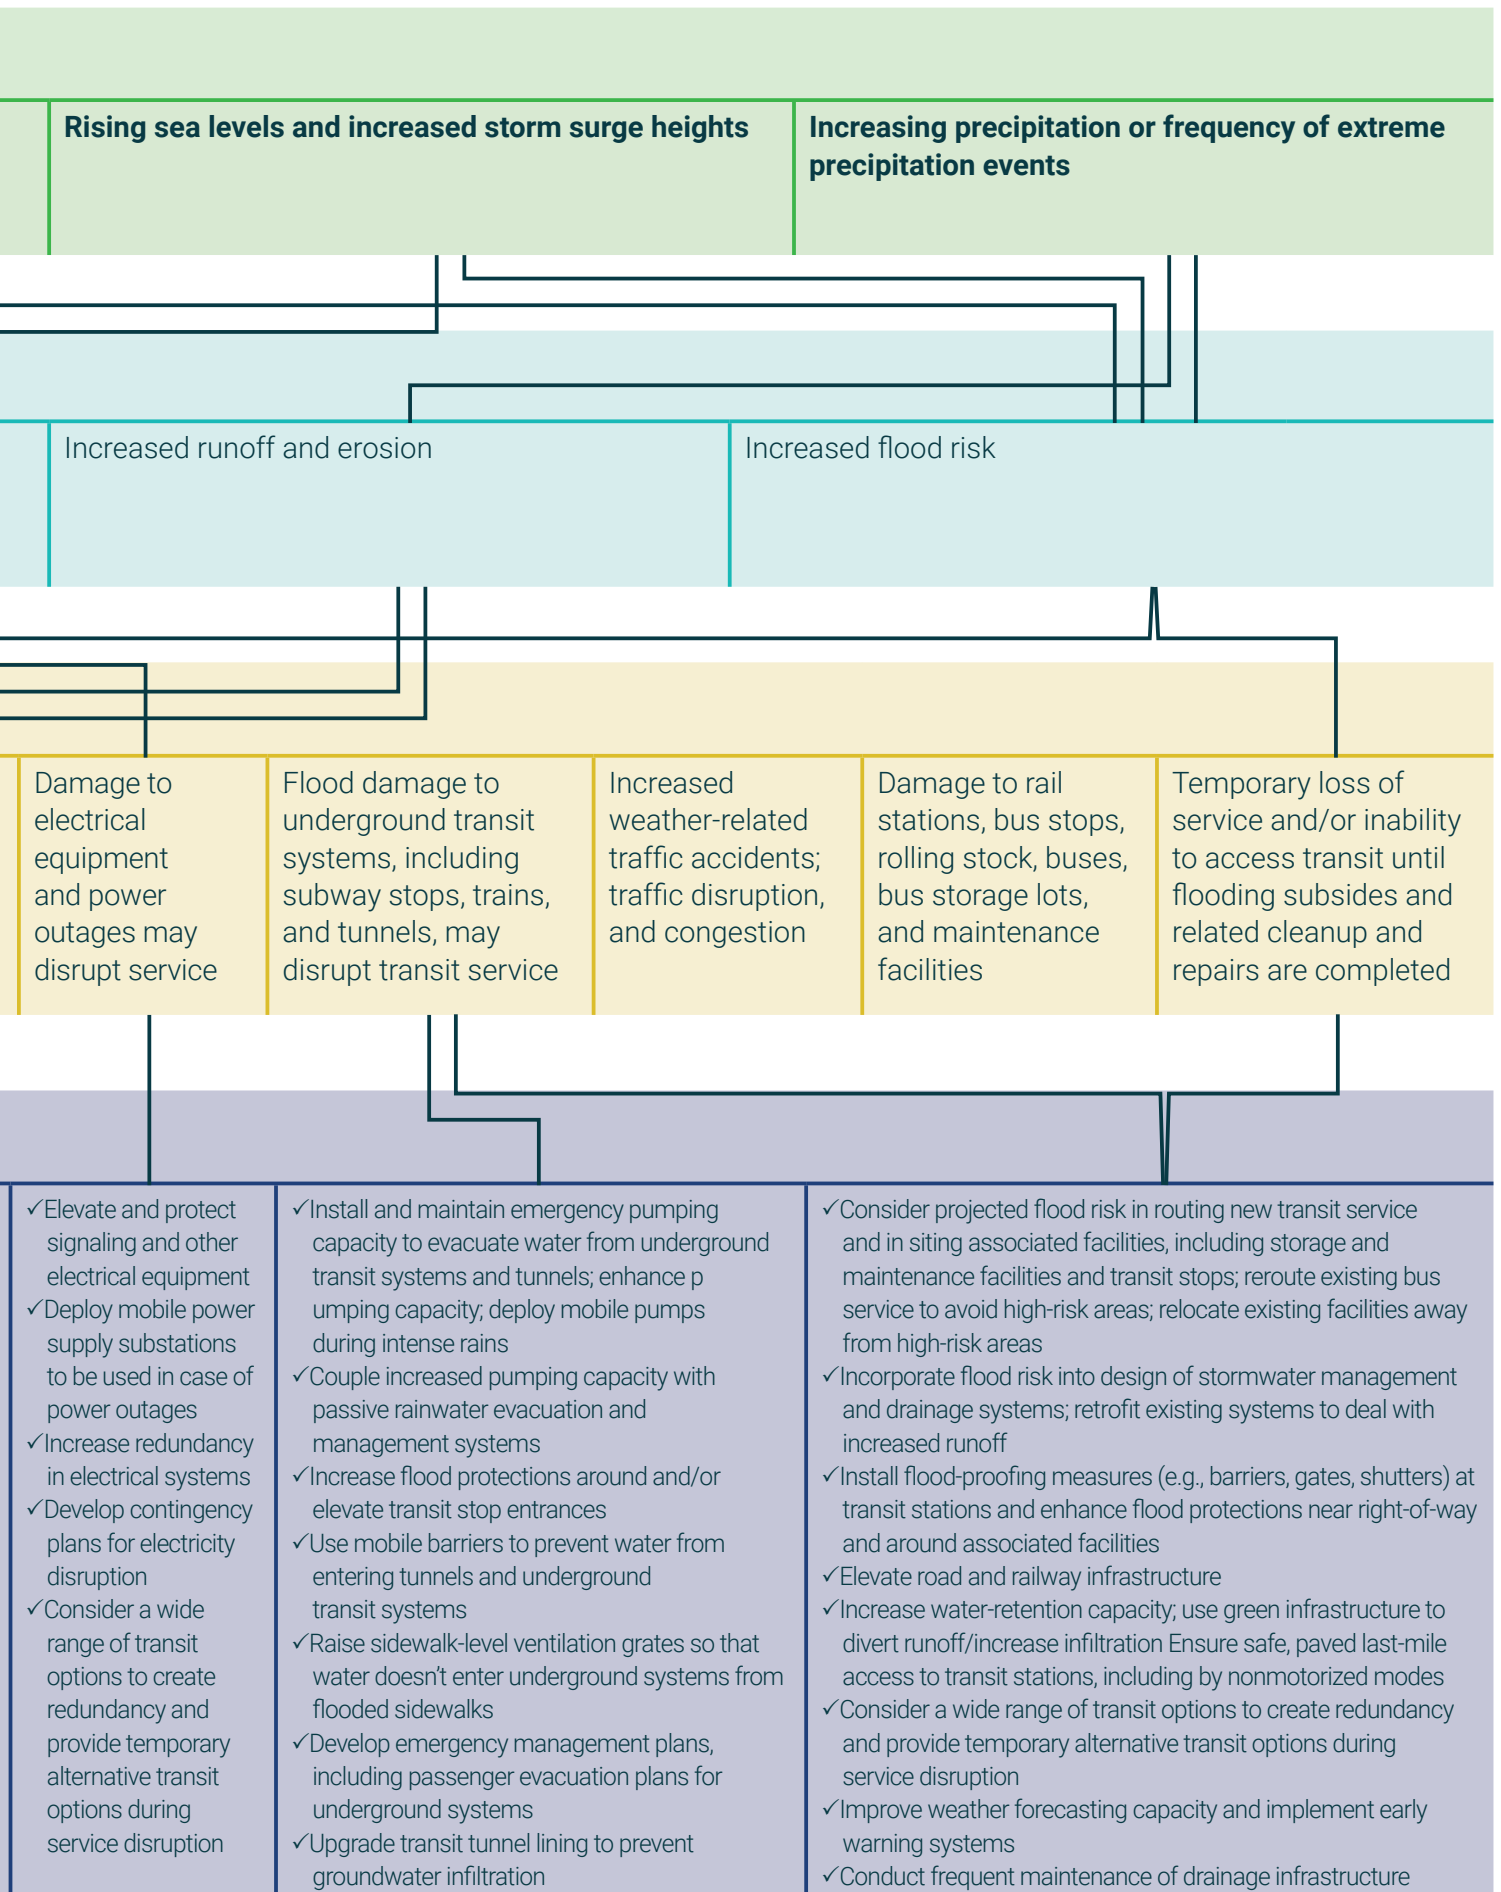 Rising sea levels and increased storm surge heights
Increasing precipitation or frequency of extreme
precipitation events
Increased runoff and erosion
Increased flood risk
Damage to
electrical
equipment
and power
outages may
disrupt service
Flood damage to
underground transit
systems, including
subway stops, trains,
and tunnels, may
disrupt transit service
Increased
weather-related
traffic accidents;
traffic disruption,
and congestion
Damage to rail
stations, bus stops,
rolling stock, buses,
bus storage lots,
and maintenance
facilities
Temporary loss of
service and/or inability
to access transit until
flooding subsides and
related cleanup and
repairs are completed
✓Elevate and protect
signaling and other
electrical equipment
✓Deploy mobile power
supply substations
to be used in case of
power outages
✓Increase redundancy
in electrical systems
✓Develop contingency
plans for electricity
disruption
✓Consider a wide
range of transit
options to create
redundancy and
provide temporary
alternative transit
options during
service disruption
✓Install and maintain emergency pumping
capacity to evacuate water from underground
transit systems and tunnels; enhance p
umping capacity; deploy mobile pumps
during intense rains
✓Couple increased pumping capacity with
passive rainwater evacuation and
management systems
✓Increase flood protections around and/or
elevate transit stop entrances
✓Use mobile barriers to prevent water from
entering tunnels and underground
transit systems
✓Raise sidewalk-level ventilation grates so that
water doesn't enter underground systems from
flooded sidewalks
✓Develop emergency management plans,
including passenger evacuation plans for
underground systems
✓Upgrade transit tunnel lining to prevent
groundwater infiltration
✓Consider projected flood risk in routing new transit service
and in siting associated facilities, including storage and
maintenance facilities and transit stops; reroute existing bus
service to avoid high-risk areas; relocate existing facilities away
from high-risk areas
✓Incorporate flood risk into design of stormwater management
and drainage systems; retrofit existing systems to deal with
increased runoff
✓Install flood-proofing measures (e.g., barriers, gates, shutters) at
transit stations and enhance flood protections near right-of-way
and around associated facilities
✓Elevate road and railway infrastructure
✓Increase water-retention capacity; use green infrastructure to
divert runoff/increase infiltration Ensure safe, paved last-mile
access to transit stations, including by nonmotorized modes
✓Consider a wide range of transit options to create redundancy
and provide temporary alternative transit options during
service disruption
✓Improve weather forecasting capacity and implement early
warning systems
✓Conduct frequent maintenance of drainage infrastructure